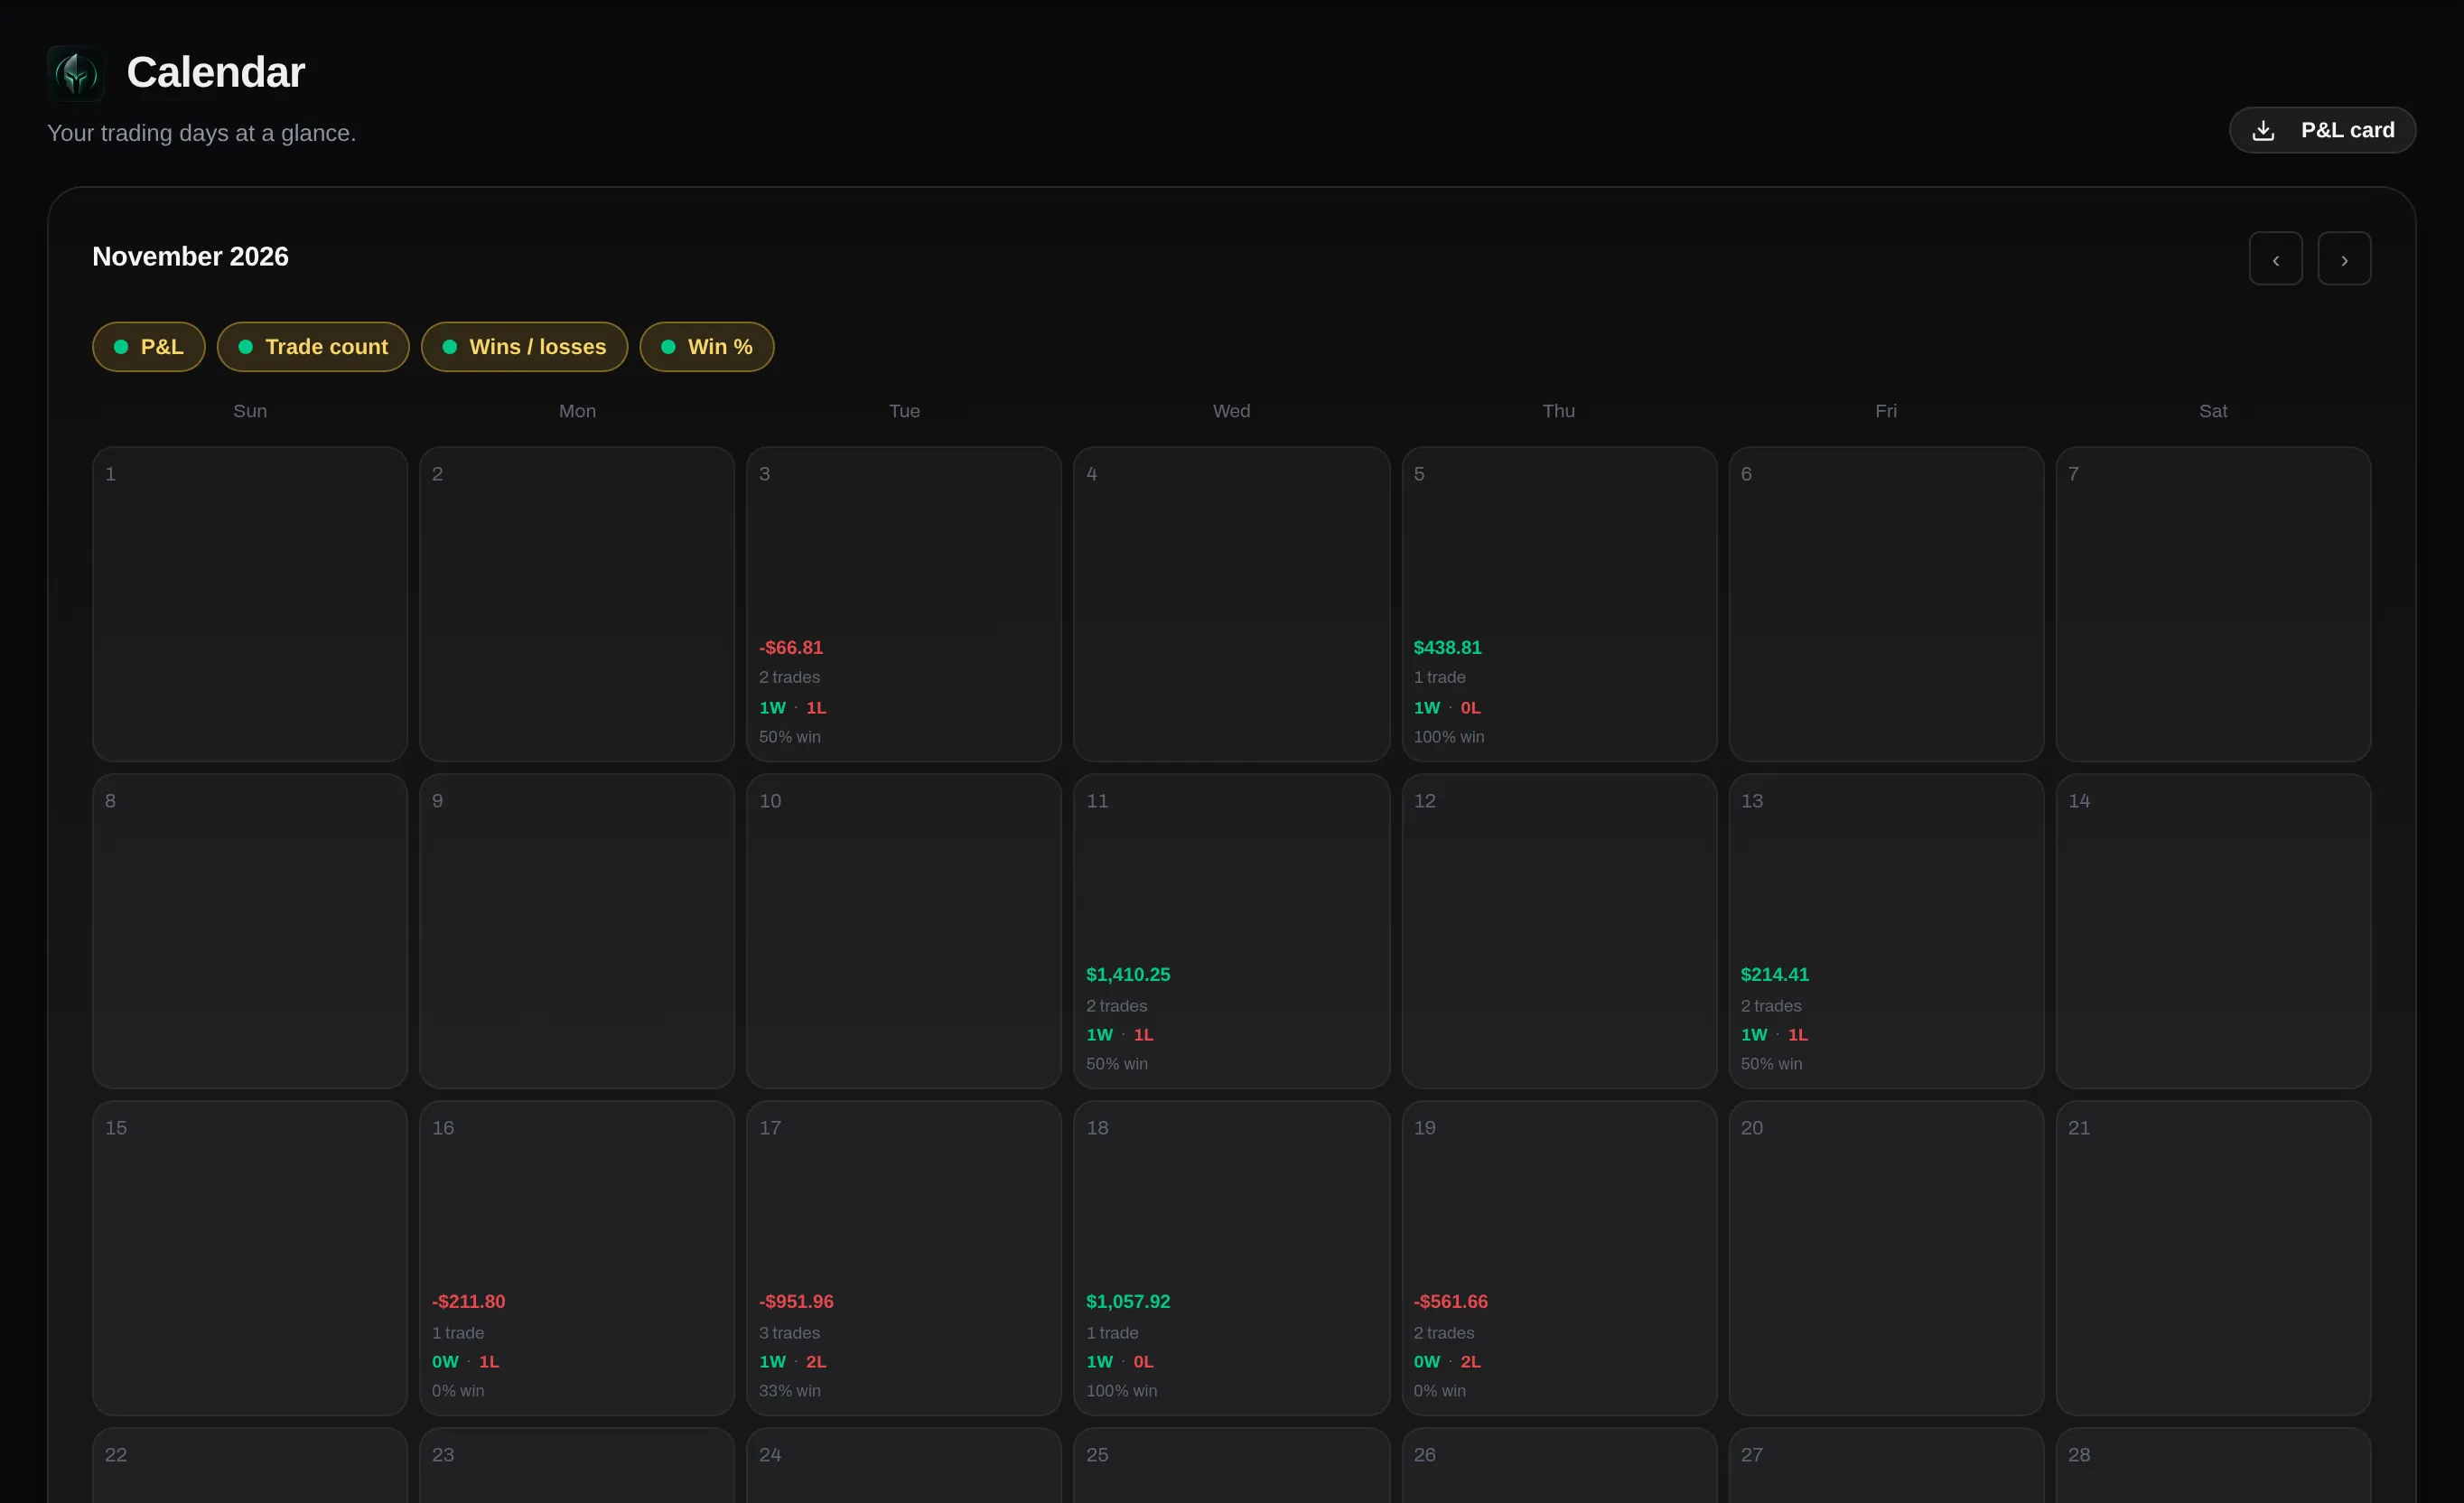 Calendar
Your trading days at a glance.
P&L card
November 2026
‹ ›
P&L Trade count Wins / losses Win %
Sun Mon Tue Wed Thu Fri Sat
1 2 3 4 5 6 7
-$66.81 $438.81
2 trades 1 trade
1W · 1L 1W · 0L
50% win 100% win
8 9 10 11 12 13 14
$1,410.25 $214.41
2 trades 2 trades
1W · 1L 1W · 1L
50% win 50% win
15 16 17 18 19 20 21
-$211.80 -$951.96 $1,057.92 -$561.66
1 trade 3 trades 1 trade 2 trades
0W · 1L 1W · 2L 1W · 0L 0W · 2L
0% win 33% win 100% win 0% win
22 23 24 25 26 27 28